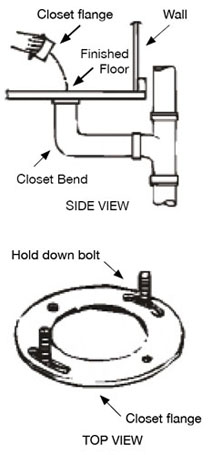 Closet flange
Wall
Finished
Floor
Closet Bend
SIDE VIEW
Hold down bolt
Closet flange
TOP VIEW